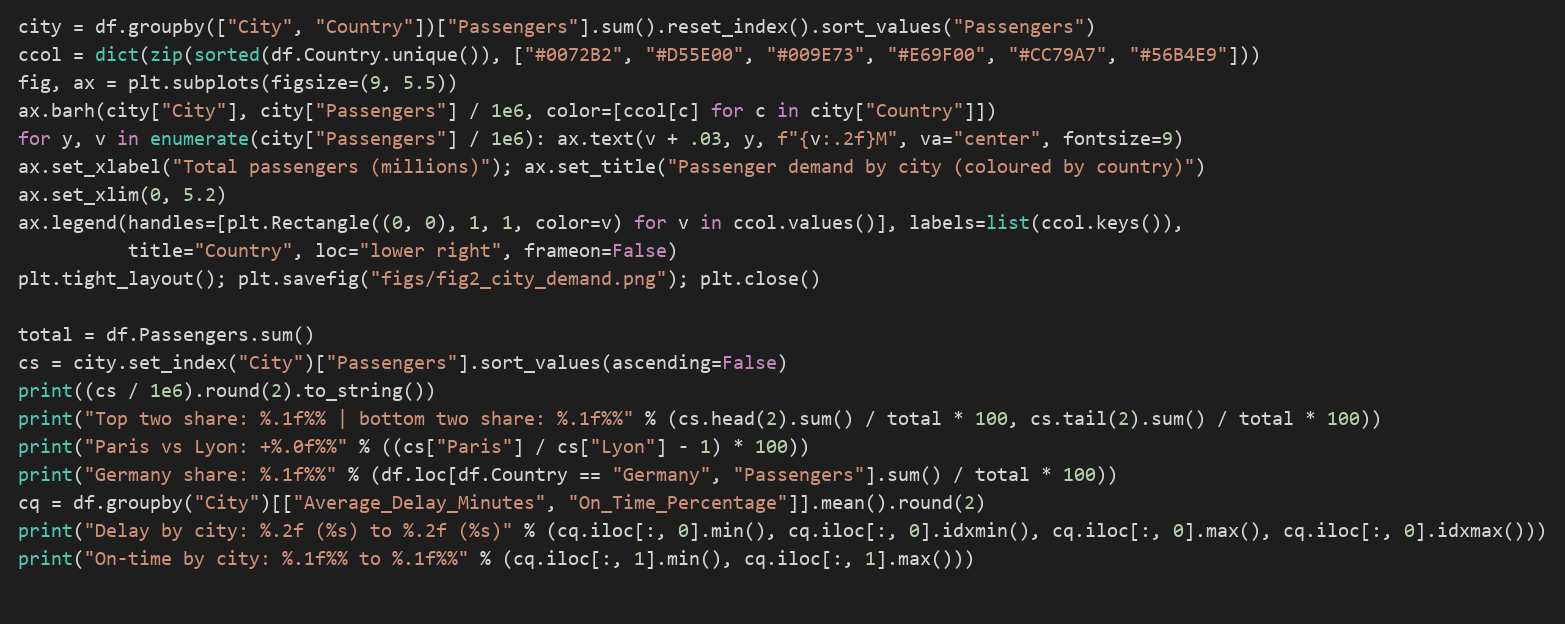 city = df.groupby(["City", "Country"])["Passengers"].sum().reset_index().sort_values("Passengers")
ccol = dict(zip(sorted(df.Country.unique()), ["#0072B2", "#D55E00", "#009E73", "#E69F00", "#CC79A7", "#56B4E9"]))
fig, ax = plt.subplots(figsize=(9, 5.5))
ax.barh(city["City"], city["Passengers"] / 1e6, color=[ccol[c] for c in city["Country"]])
for y, v in enumerate(city["Passengers"] / 1e6): ax.text(v + .03, y, f"{v:.2f}M", va="center", fontsize=9)
ax.set_xlabel("Total passengers (millions)"); ax.set_title("Passenger demand by city (coloured by country)")
ax.set_xlim(0, 5.2)
ax.legend(handles=[plt.Rectangle((0, 0), 1, 1, color=v) for v in ccol.values()], labels=list(ccol.keys()),
          title="Country", loc="lower right", frameon=False)
plt.tight_layout(); plt.savefig("figs/fig2_city_demand.png"); plt.close()

total = df.Passengers.sum()
cs = city.set_index("City")["Passengers"].sort_values(ascending=False)
print((cs / 1e6).round(2).to_string())
print("Top two share: %.1f%% | bottom two share: %.1f%%" % (cs.head(2).sum() / total * 100, cs.tail(2).sum() / total * 100))
print("Paris vs Lyon: +%.0f%%" % ((cs["Paris"] / cs["Lyon"] - 1) * 100))
print("Germany share: %.1f%%" % (df.loc[df.Country == "Germany", "Passengers"].sum() / total * 100))
cq = df.groupby("City")[["Average_Delay_Minutes", "On_Time_Percentage"]].mean().round(2)
print("Delay by city: %.2f (%s) to %.2f (%s)" % (cq.iloc[:, 0].min(), cq.iloc[:, 0].idxmin(), cq.iloc[:, 0].max(), cq.iloc[:, 0].idxmax()))
print("On-time by city: %.1f%% to %.1f%%" % (cq.iloc[:, 1].min(), cq.iloc[:, 1].max()))